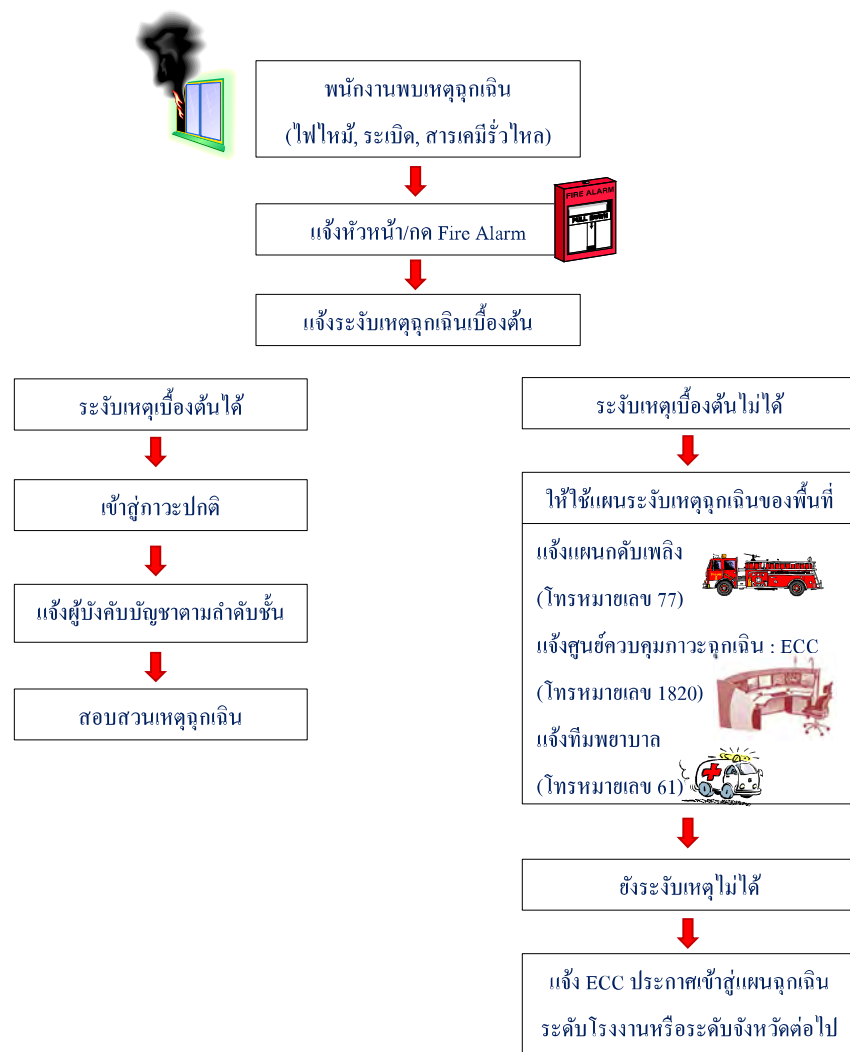 พนักงานพบเหตุฉุกเฉิน
(ไฟไหม้, ระเบิด, สารเคมีรั่วไหล)
แจ้งหัวหน้า/กด Fire Alarm
FIRE ALARM
PULL DOWN
แจ้งระงับเหตุฉุกเฉินเบื้องต้น
ระงับเหตุเบื้องต้นได้
เข้าสู่ภาวะปกติ
แจ้งผู้บังคับบัญชาตามลำดับชั้น
สอบสวนเหตุฉุกเฉิน
ระงับเหตุเบื้องต้นไม่ได้
ให้ใช้แผนระงับเหตุฉุกเฉินของพื้นที่
แจ้งแผนกดับเพลิง
(โทรหมายเลข 77)
แจ้งศูนย์ควบคุมภาวะฉุกเฉิน : ECC
(โทรหมายเลข 1820)
แจ้งทีมพยาบาล
(โทรหมายเลข 61)
ยังระงับเหตุไม่ได้
แจ้ง ECC ประกาศเข้าสู่แผนฉุกเฉิน
ระดับโรงงานหรือระดับจังหวัดต่อไป